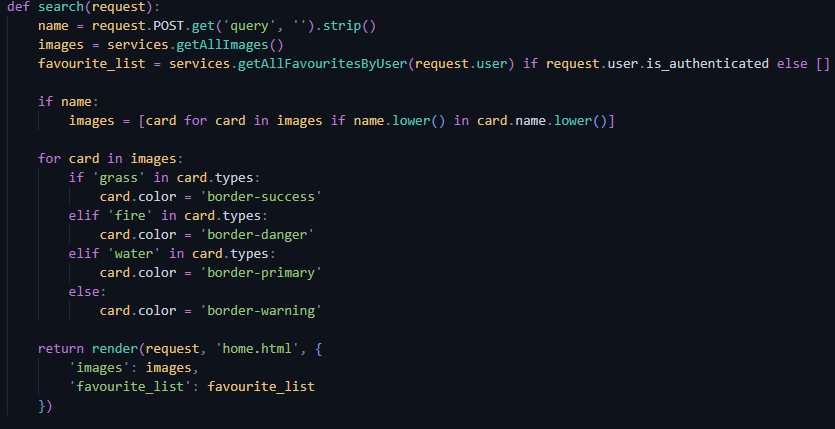 def search(request):
    name = request.POST.get('query', '').strip()
    images = services.getAllImages()
    favourite_list = services.getAllFavouritesByUser(request.user) if request.user.is_authenticated else []

    if name:
        images = [card for card in images if name.lower() in card.name.lower()]

    for card in images:
        if 'grass' in card.types:
            card.color = 'border-success'
        elif 'fire' in card.types:
            card.color = 'border-danger'
        elif 'water' in card.types:
            card.color = 'border-primary'
        else:
            card.color = 'border-warning'

    return render(request, 'home.html', {
        'images': images,
        'favourite_list': favourite_list
    })